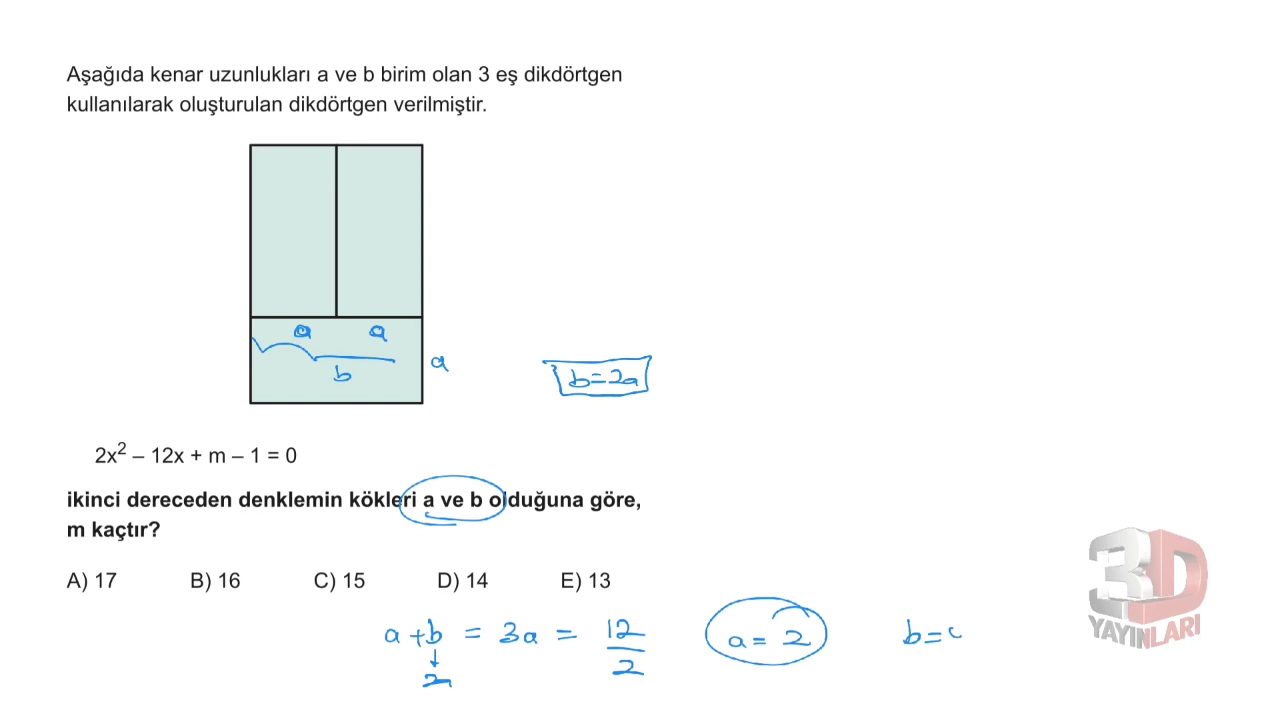 Aşağıda kenar uzunlukları a ve b birim olan 3 eş dikdörtgen
kullanılarak oluşturulan dikdörtgen verilmiştir.
a a
b
a
b=2a
2x² – 12x + m – 1 = 0
ikinci dereceden denklemin kökleri a ve b olduğuna göre,
m kaçtır?
A) 17 B) 16 C) 15 D) 14 E) 13
a+b = 3a = 12/2 a= 2 b=
3D
YAYINLARI